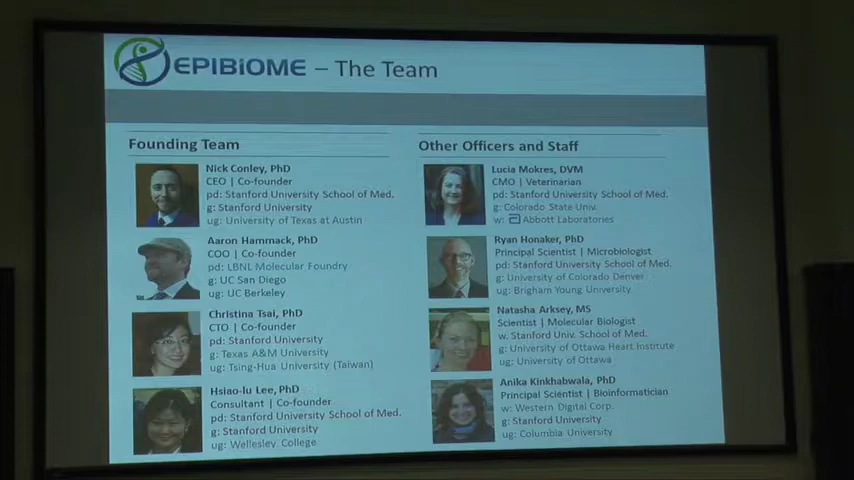 EPIBIOME – The Team
Founding Team
Nick Conley, PhD
CEO | Co-founder
pd: Stanford University School of Med.
g: Stanford University
ug: University of Texas at Austin
Aaron Hammack, PhD
COO | Co-founder
pd: LBNL Molecular Foundry
g: UC San Diego
ug: UC Berkeley
Christina Tsai, PhD
CTO | Co-founder
pd: Stanford University
g: Texas A&M University
ug: Tsing-Hua University (Taiwan)
Hsiao-lu Lee, PhD
Consultant | Co-founder
pd: Stanford University School of Med.
g: Stanford University
ug: Wellesley College
Other Officers and Staff
Lucia Mokres, DVM
CMO | Veterinarian
pd: Stanford University School of Med.
g: Colorado State Univ.
w: Abbott Laboratories
Ryan Honaker, PhD
Principal Scientist | Microbiologist
pd: Stanford University School of Med.
g: University of Colorado Denver
ug: Brigham Young University
Natasha Arksey, MS
Scientist | Molecular Biologist
w. Stanford Univ. School of Med.
g: University of Ottawa Heart Institute
ug: University of Ottawa
Anika Kinkhabwala, PhD
Principal Scientist | Bioinformatician
w: Western Digital Corp.
g: Stanford University
ug: Columbia University